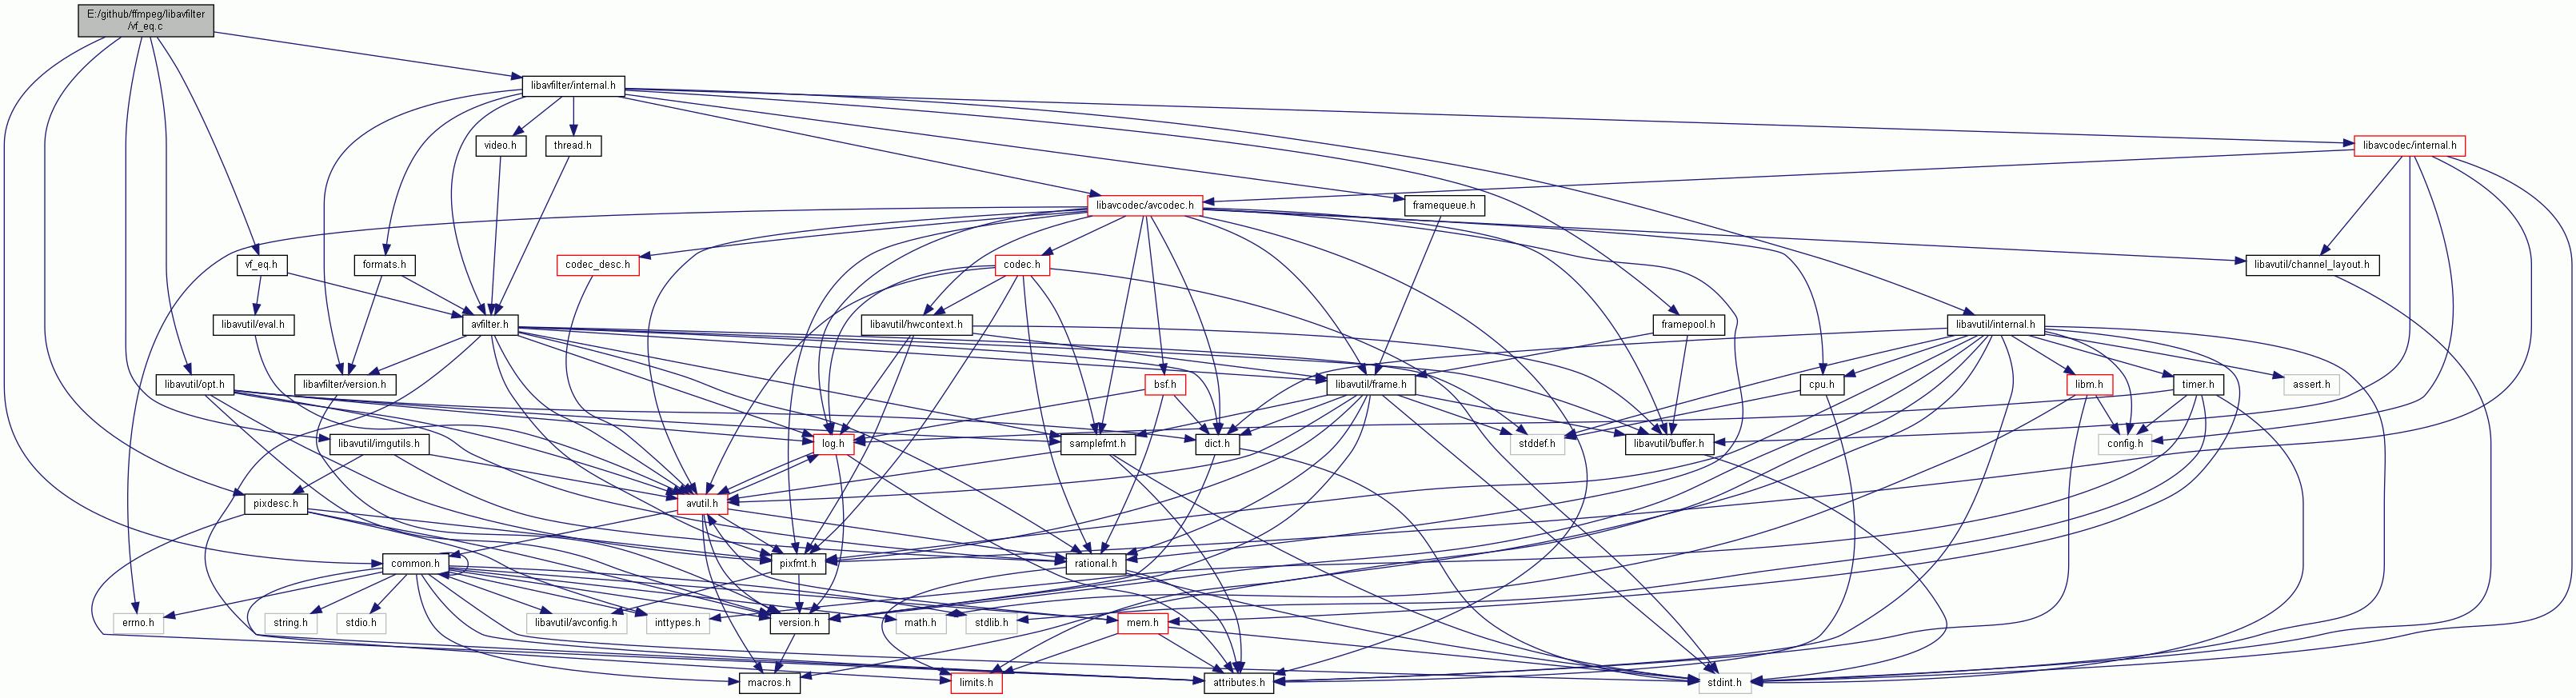 E:/github/ffmpeg/libavfilter
/vf_eq.c
libavfilter/internal.h
video.h
thread.h
libavcodec/internal.h
libavcodec/avcodec.h
framequeue.h
vf_eq.h
formats.h
codec_desc.h
codec.h
libavutil/channel_layout.h
libavutil/eval.h
avfilter.h
libavutil/hwcontext.h
framepool.h
libavutil/internal.h
libavutil/opt.h
libavfilter/version.h
bsf.h
libavutil/frame.h
cpu.h
libm.h
timer.h
assert.h
libavutil/imgutils.h
log.h
samplefmt.h
dict.h
stddef.h
libavutil/buffer.h
config.h
pixdesc.h
avutil.h
common.h
pixfmt.h
rational.h
errno.h
string.h
stdio.h
libavutil/avconfig.h
inttypes.h
version.h
math.h
stdlib.h
mem.h
macros.h
limits.h
attributes.h
stdint.h